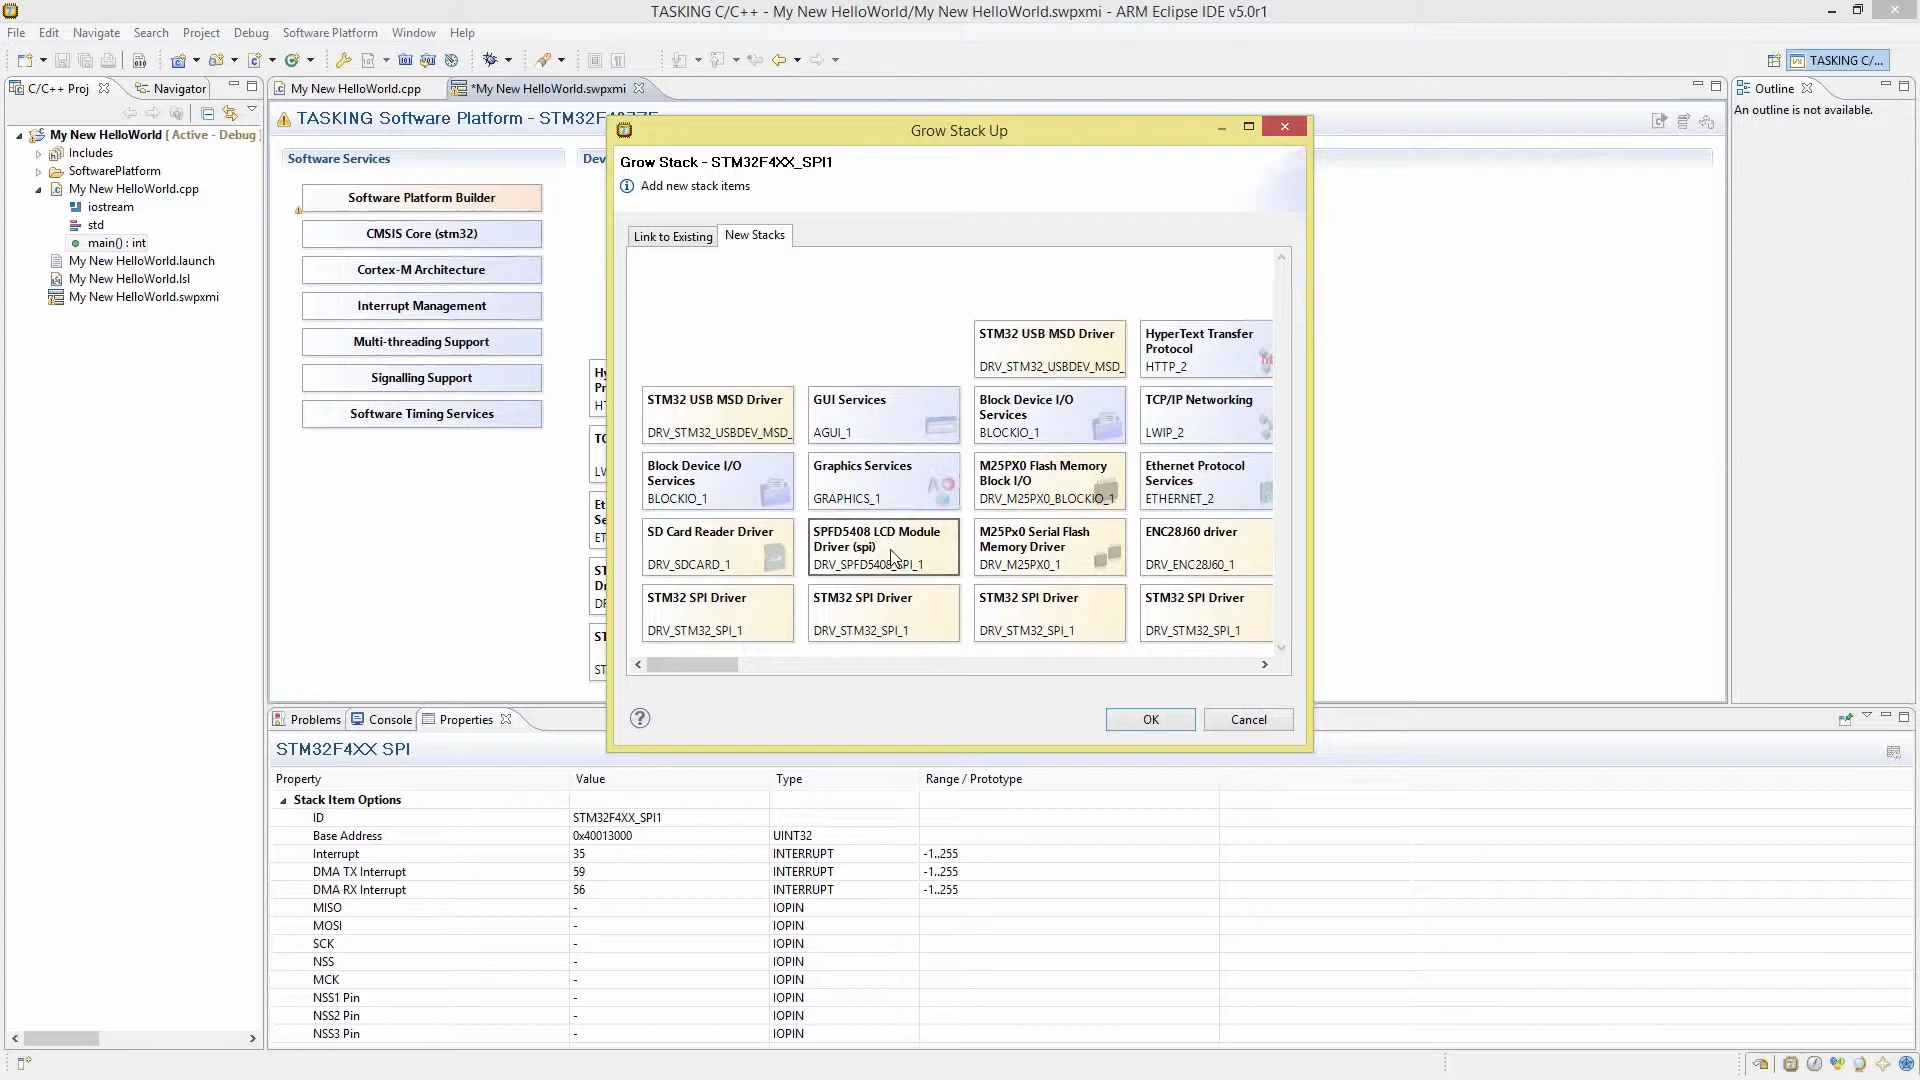 TASKING C/C++ - My New HelloWorld/My New HelloWorld.swpxmi - ARM Eclipse IDE v5.0r1
File Edit Navigate Search Project Debug Software Platform Window Help
TASKING C/...
C/C++ Proj
Navigator
My New HelloWorld.cpp
*My New HelloWorld.swpxmi
Outline
An outline is not available.
My New HelloWorld [ Active - Debug ]
Includes
SoftwarePlatform
My New HelloWorld.cpp
iostream
std
main() : int
My New HelloWorld.launch
My New HelloWorld.lsl
My New HelloWorld.swpxmi
TASKING Software Platform -
Software Services
Software Platform Builder
CMSIS Core (stm32)
Cortex-M Architecture
Interrupt Management
Multi-threading Support
Signalling Support
Software Timing Services
Grow Stack Up
Grow Stack - STM32F4XX_SPI1
Add new stack items
Link to Existing
New Stacks
STM32 USB MSD Driver
DRV_STM32_USBDEV_MSD_
HyperText Transfer
Protocol
HTTP_2
STM32 USB MSD Driver
DRV_STM32_USBDEV_MSD_
GUI Services
AGUI_1
Block Device I/O
Services
BLOCKIO_1
TCP/IP Networking
LWIP_2
Block Device I/O
Services
BLOCKIO_1
Graphics Services
GRAPHICS_1
M25PX0 Flash Memory
Block I/O
DRV_M25PX0_BLOCKIO_1
Ethernet Protocol
Services
ETHERNET_2
SD Card Reader Driver
DRV_SDCARD_1
SPFD5408 LCD Module
Driver (spi)
DRV_SPFD5408_SPI_1
M25Px0 Serial Flash
Memory Driver
DRV_M25PX0_1
ENC28J60 driver
DRV_ENC28J60_1
STM32 SPI Driver
DRV_STM32_SPI_1
STM32 SPI Driver
DRV_STM32_SPI_1
STM32 SPI Driver
DRV_STM32_SPI_1
STM32 SPI Driver
DRV_STM32_SPI_1
OK
Cancel
Problems
Console
Properties
STM32F4XX SPI
Property Value Type Range / Prototype
Stack Item Options
ID STM32F4XX_SPI1
Base Address 0x40013000 UINT32
Interrupt 35 INTERRUPT -1..255
DMA TX Interrupt 59 INTERRUPT -1..255
DMA RX Interrupt 56 INTERRUPT -1..255
MISO - IOPIN
MOSI - IOPIN
SCK - IOPIN
NSS - IOPIN
MCK - IOPIN
NSS1 Pin - IOPIN
NSS2 Pin - IOPIN
NSS3 Pin - IOPIN